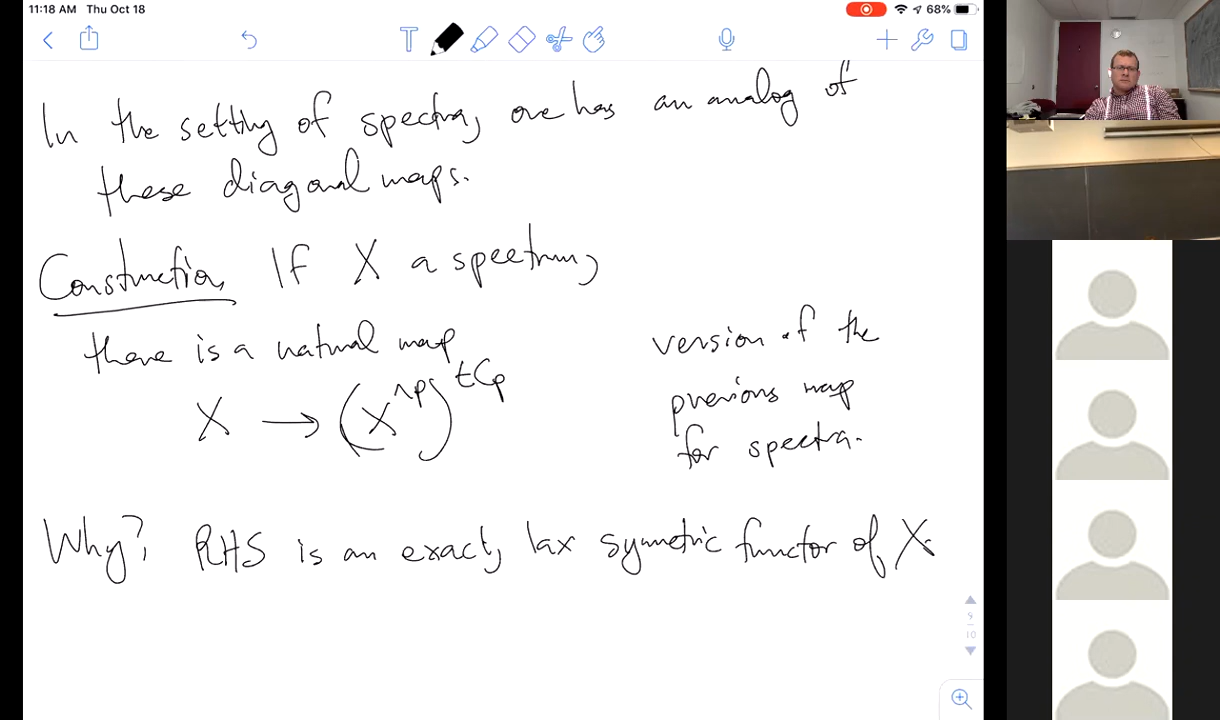 11:18 AM Thu Oct 18
68%
In the setting of spectra, one has an analog of
these diagonal maps.
Construction, If X a spectrum,
there is a natural map
X → (X^∧p)^tCp
version of the
previous map
for spectra.
Why? RHS is an exact, lax symmetric functor of X.
9
10